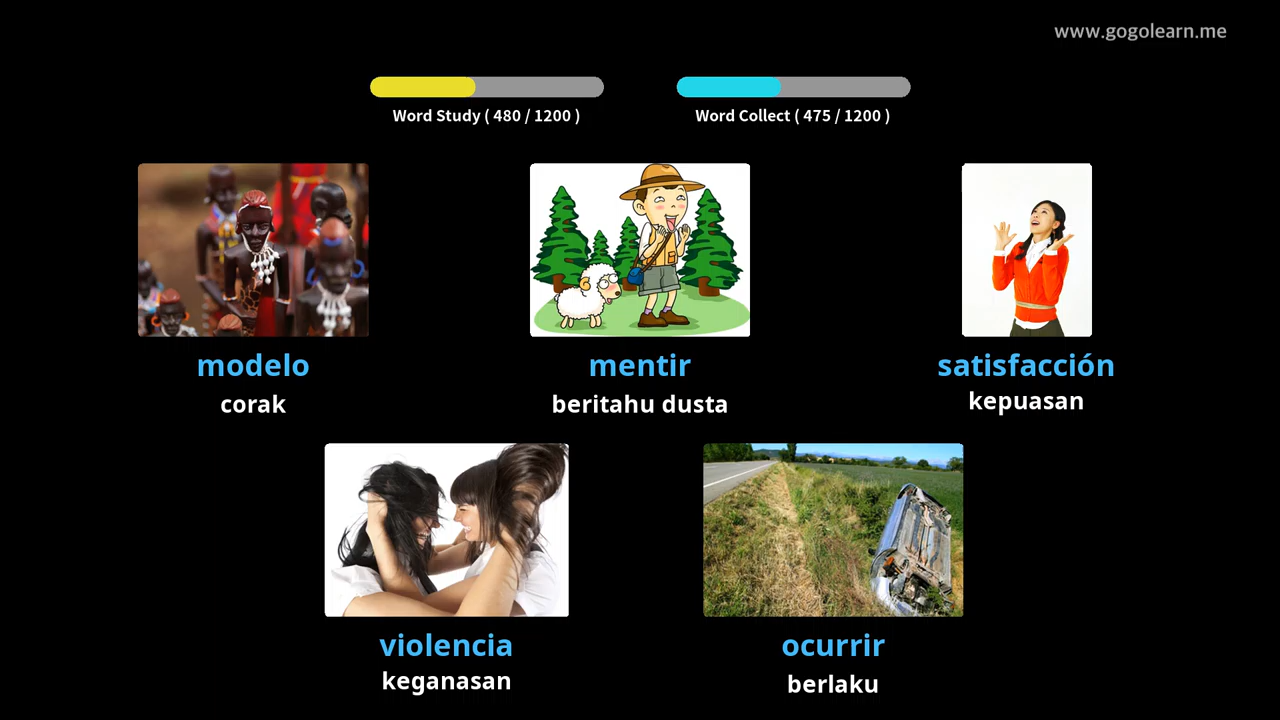 www.gogolearn.me
Word Study ( 480 / 1200 )
Word Collect ( 475 / 1200 )
modelo
corak
mentir
beritahu dusta
satisfacción
kepuasan
violencia
keganasan
ocurrir
berlaku